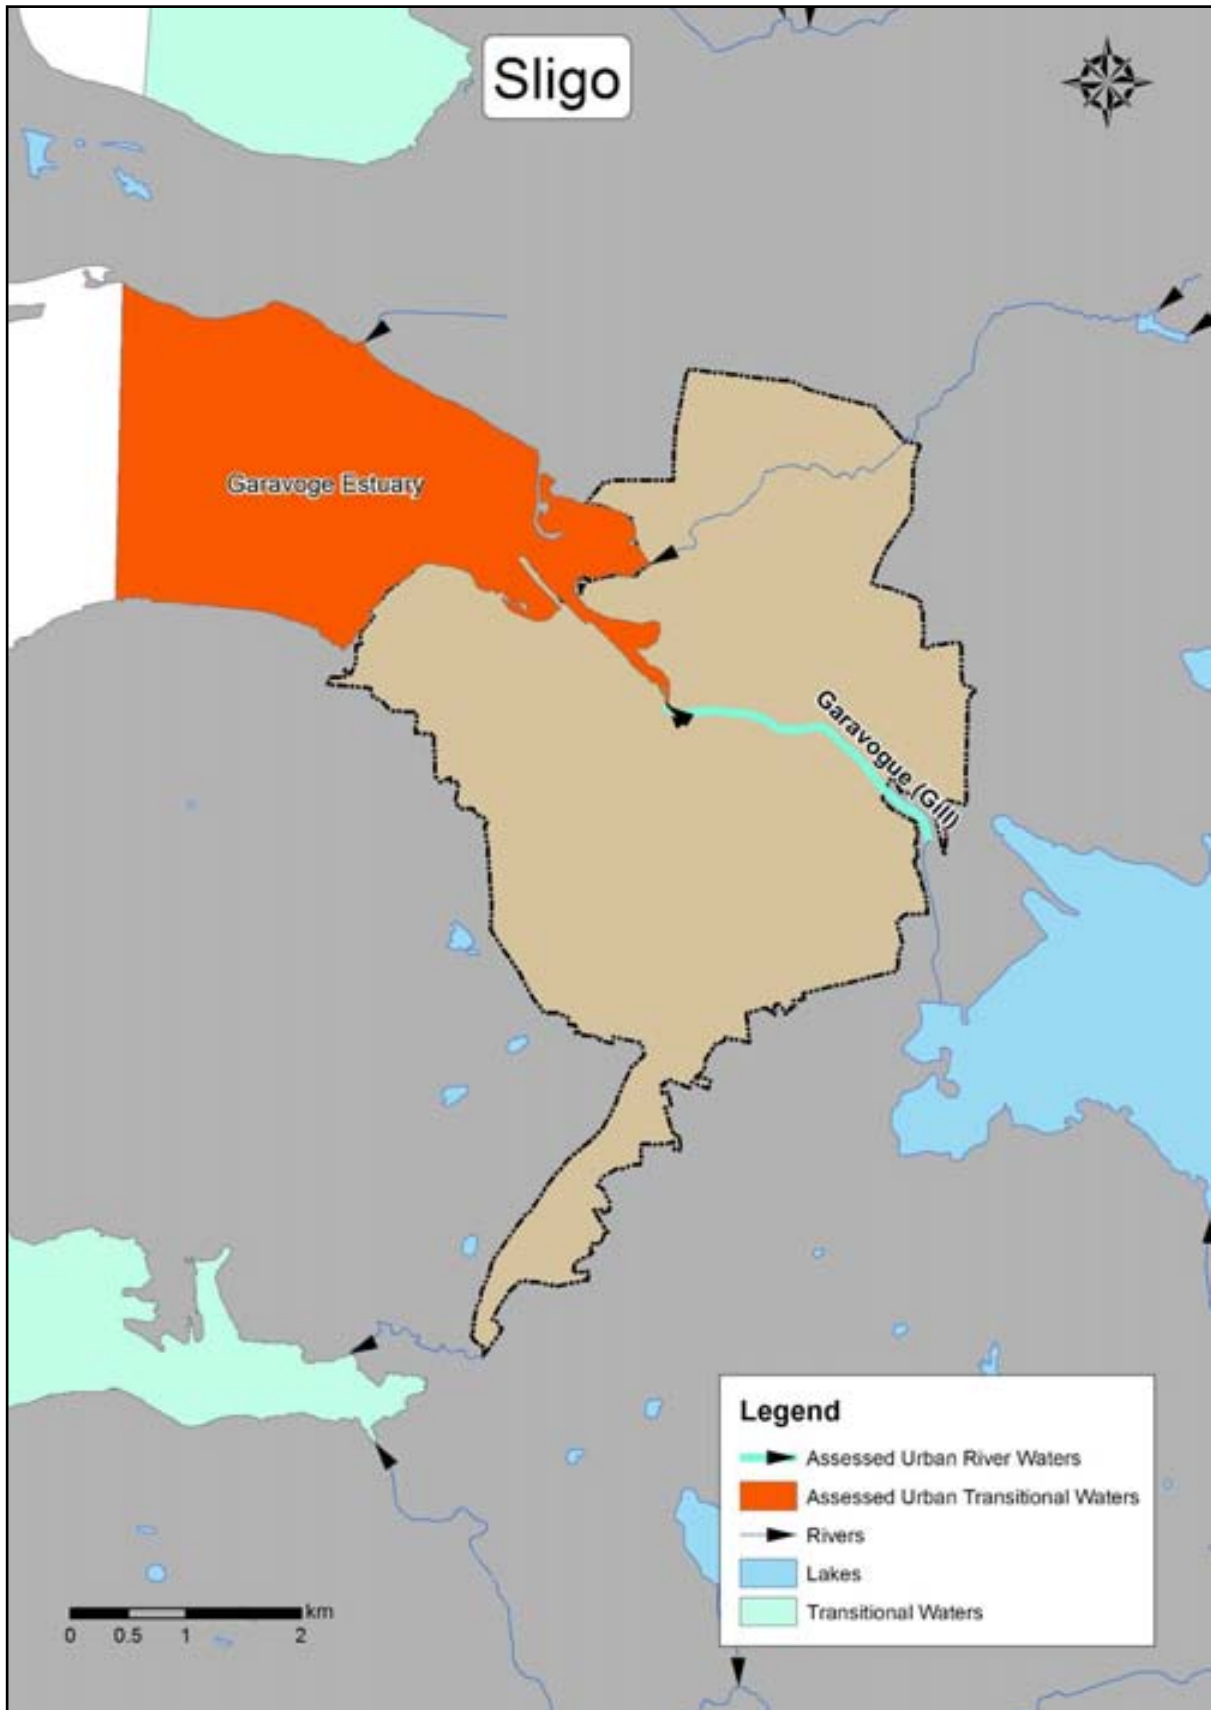 Sligo
Garavoge Estuary
Garavogue (Gill)
Legend
Assessed Urban River Waters
Assessed Urban Transitional Waters
Rivers
Lakes
Transitional Waters
km
0 0.5 1 2